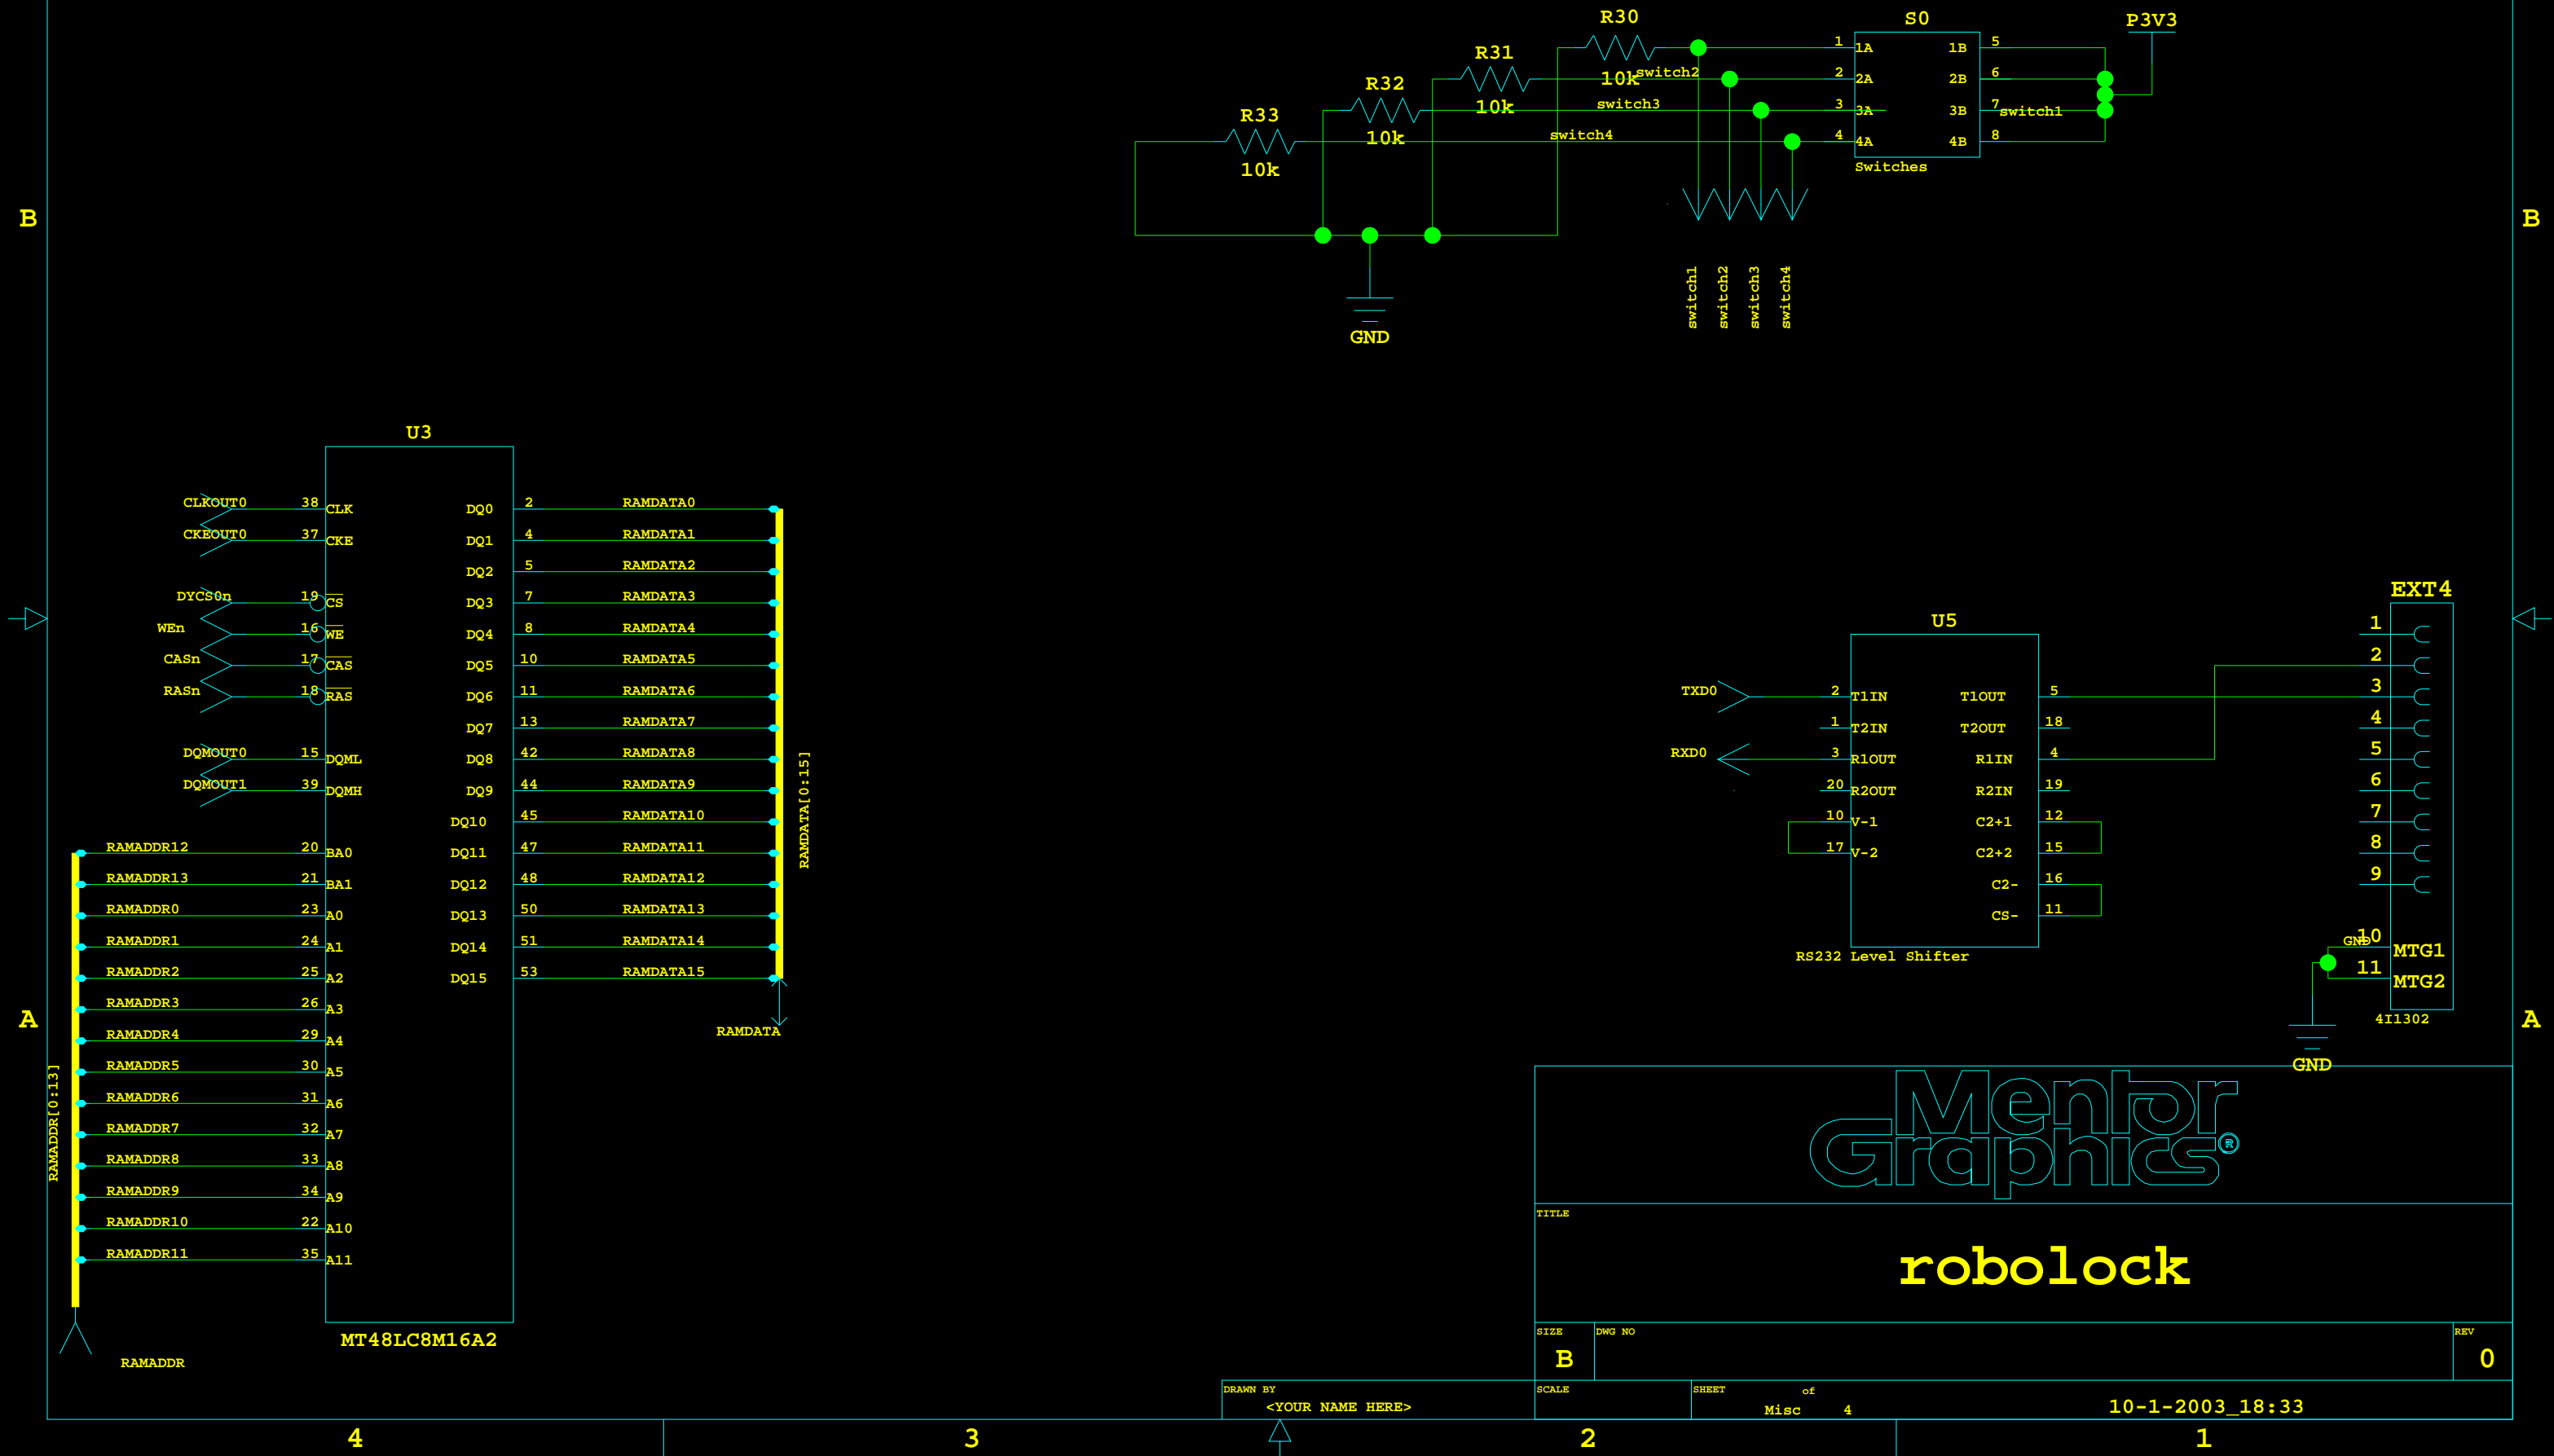 R30
S0
P3V3
R31
1
1A
1B
5
10k
switch2
2
2A
2B
6
R32
10k
switch3
3
3A
3B
7
switch1
R33
10k
switch4
4
4A
4B
8
10k
Switches
B
B
switch1
switch2
switch3
switch4
GND
U3
CLKOUT0
38
CLK
DQ0
2
RAMDATA0
CKEOUT0
37
CKE
DQ1
4
RAMDATA1
DQ2
5
RAMDATA2
DYCS0n
19
CS
DQ3
7
RAMDATA3
WEn
16
WE
DQ4
8
RAMDATA4
CASn
17
CAS
DQ5
10
RAMDATA5
RASn
18
RAS
DQ6
11
RAMDATA6
DQ7
13
RAMDATA7
DQMOUT0
15
DQML
DQ8
42
RAMDATA8
DQMOUT1
39
DQMH
DQ9
44
RAMDATA9
DQ10
45
RAMDATA10
RAMADDR12
20
BA0
DQ11
47
RAMDATA11
RAMADDR13
21
BA1
DQ12
48
RAMDATA12
RAMADDR0
23
A0
DQ13
50
RAMDATA13
RAMADDR1
24
A1
DQ14
51
RAMDATA14
RAMADDR2
25
A2
DQ15
53
RAMDATA15
RAMADDR3
26
A3
RAMADDR4
29
A4
RAMADDR5
30
A5
RAMADDR6
31
A6
RAMADDR7
32
A7
RAMADDR8
33
A8
RAMADDR9
34
A9
RAMADDR10
22
A10
RAMADDR11
35
A11
RAMDATA[0:15]
RAMDATA
RAMADDR[0:13]
MT48LC8M16A2
RAMADDR
U5
TXD0
2
T1IN
T1OUT
5
1
T2IN
T2OUT
18
RXD0
3
R1OUT
R1IN
4
20
R2OUT
R2IN
19
10
V-1
C2+1
12
17
V-2
C2+2
15
C2-
16
CS-
11
RS232 Level Shifter
EXT4
1
2
3
4
5
6
7
8
9
GND
10
MTG1
11
MTG2
4I1302
GND
A
A
Mentor
Graphics®
TITLE
robolock
SIZE
DWG NO
REV
B
0
DRAWN BY
SCALE
SHEET
of
<YOUR NAME HERE>
Misc
4
10-1-2003_18:33
4
3
2
1